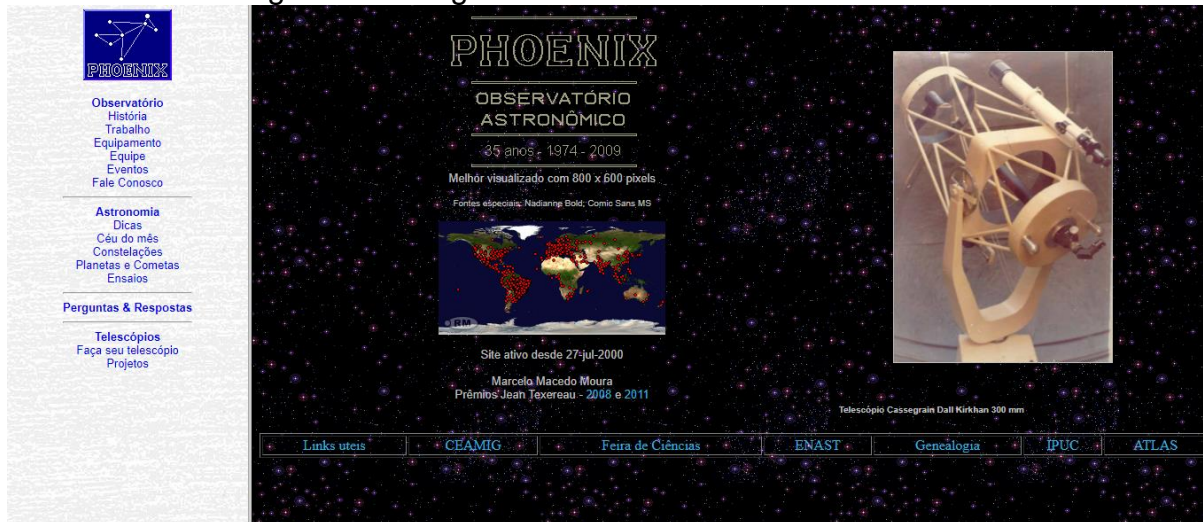 PHOENIX
Observatório
História
Trabalho
Equipamento
Equipe
Eventos
Fale Conosco
Astronomia
Dicas
Céu do mês
Constelações
Planetas e Cometas
Ensaios
Perguntas & Respostas
Telescópios
Faça seu telescópio
Projetos
PHOENIX
OBSERVATÓRIO
ASTRONÔMICO
35 anos - 1974 - 2009
Melhor visualizado com 800 x 600 pixels
Fontes especiais: Nadianne Bold; Comic Sans MS
RM
Site ativo desde 27-jul-2000
Marcelo Macedo Moura
Prêmios Jean Texereau - 2008 e 2011
Telescópio Cassegrain Dall Kirkhan 300 mm
Links uteis CEAMIG Feira de Ciências ENAST Genealogia IPUC ATLAS